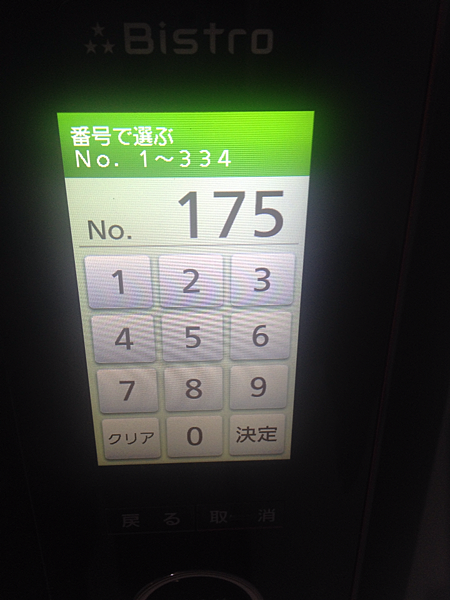 Bistro
番号で選ぶ
No. 1～334
No. 175
1 2 3
4 5 6
7 8 9
クリア 0 決定
戻る 取消